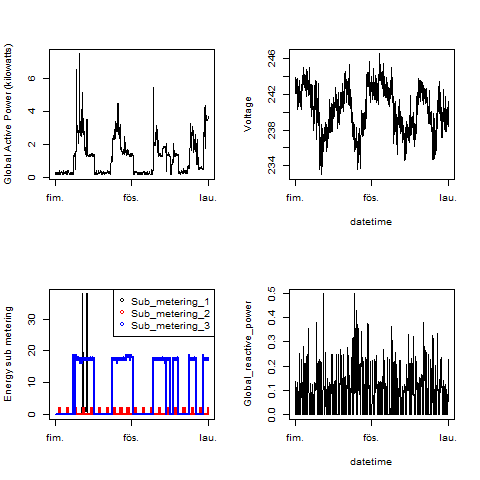 Global Active Power (kilowatts)
0 2 4 6
fim. fös. lau.
Voltage
234 238 242 246
fim. fös. lau.
datetime
Energy sub metering
0 10 20 30
Sub_metering_1
Sub_metering_2
Sub_metering_3
fim. fös. lau.
Global_reactive_power
0.0 0.1 0.2 0.3 0.4 0.5
fim. fös. lau.
datetime